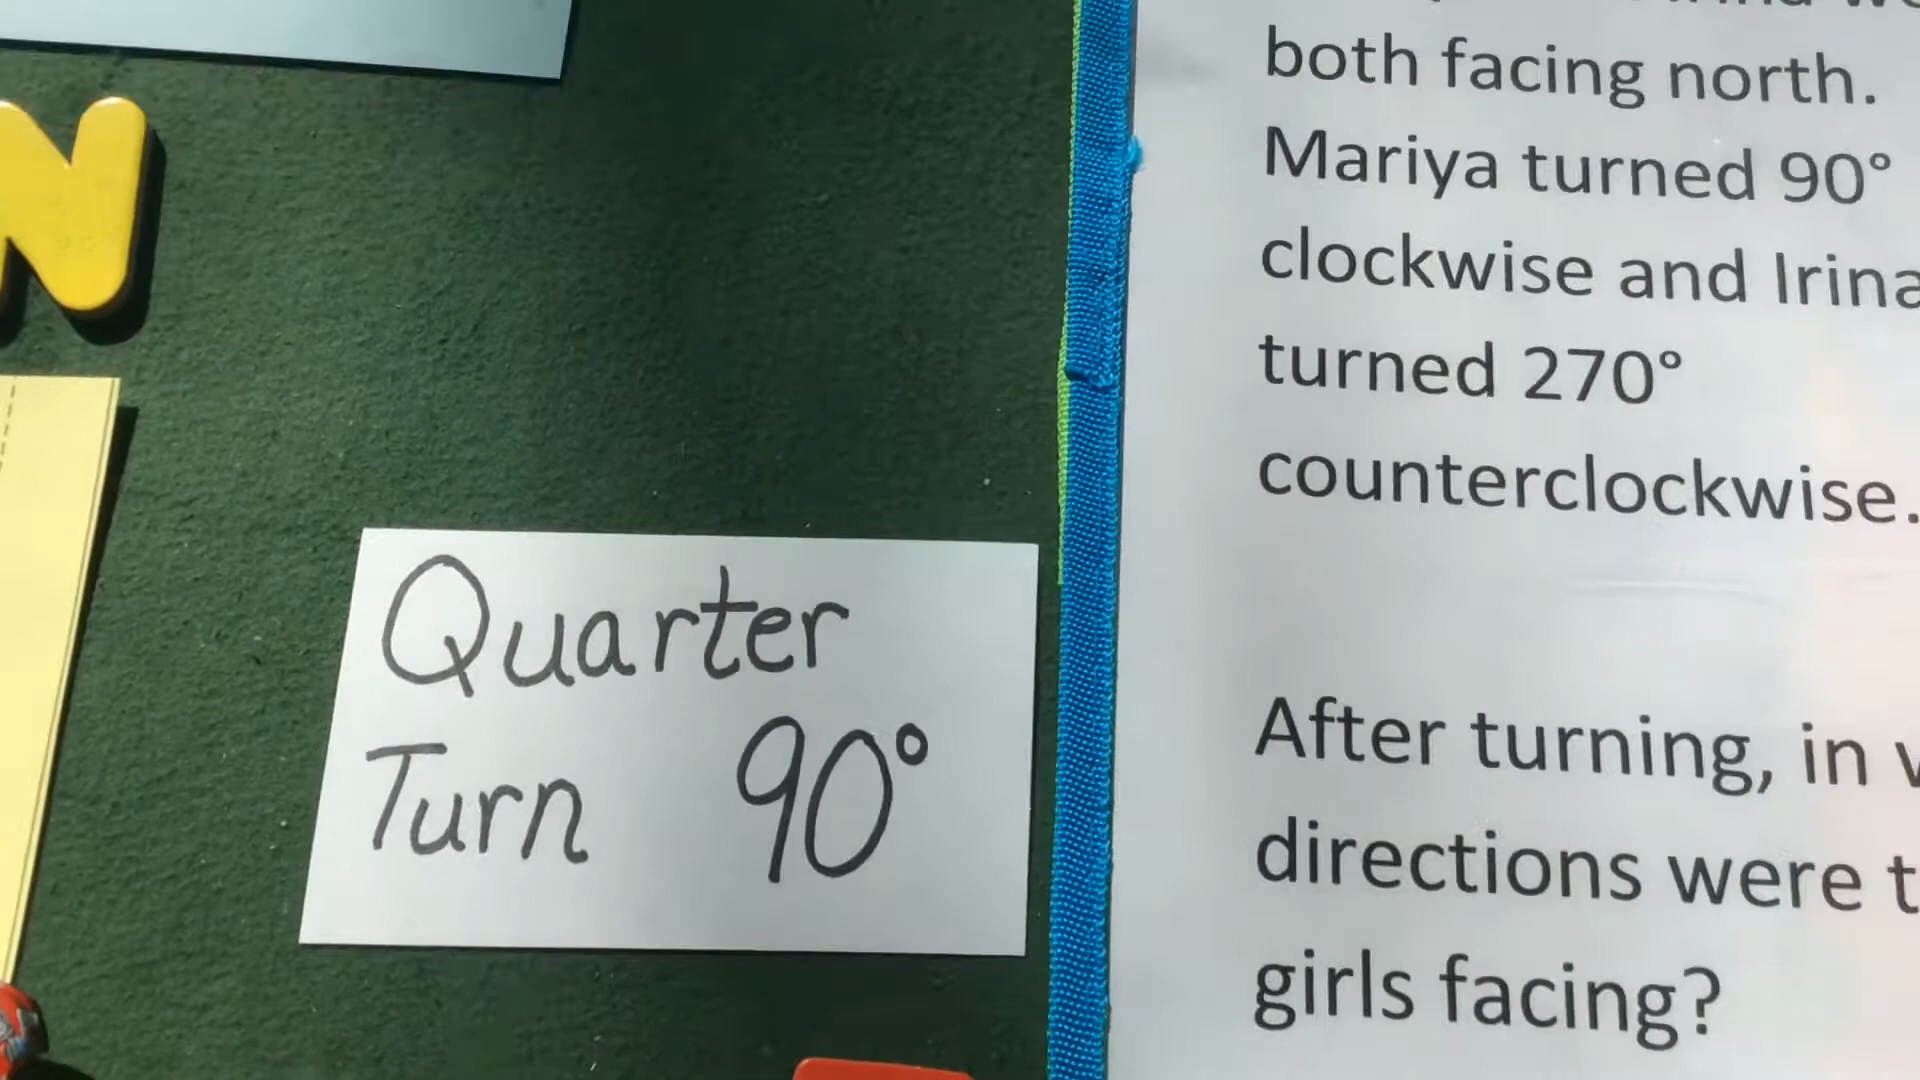 N
both facing north.
Mariya turned 90°
clockwise and Irina
turned 270°
counterclockwise.
After turning, in
directions were
girls facing?
Quarter
Turn 90°